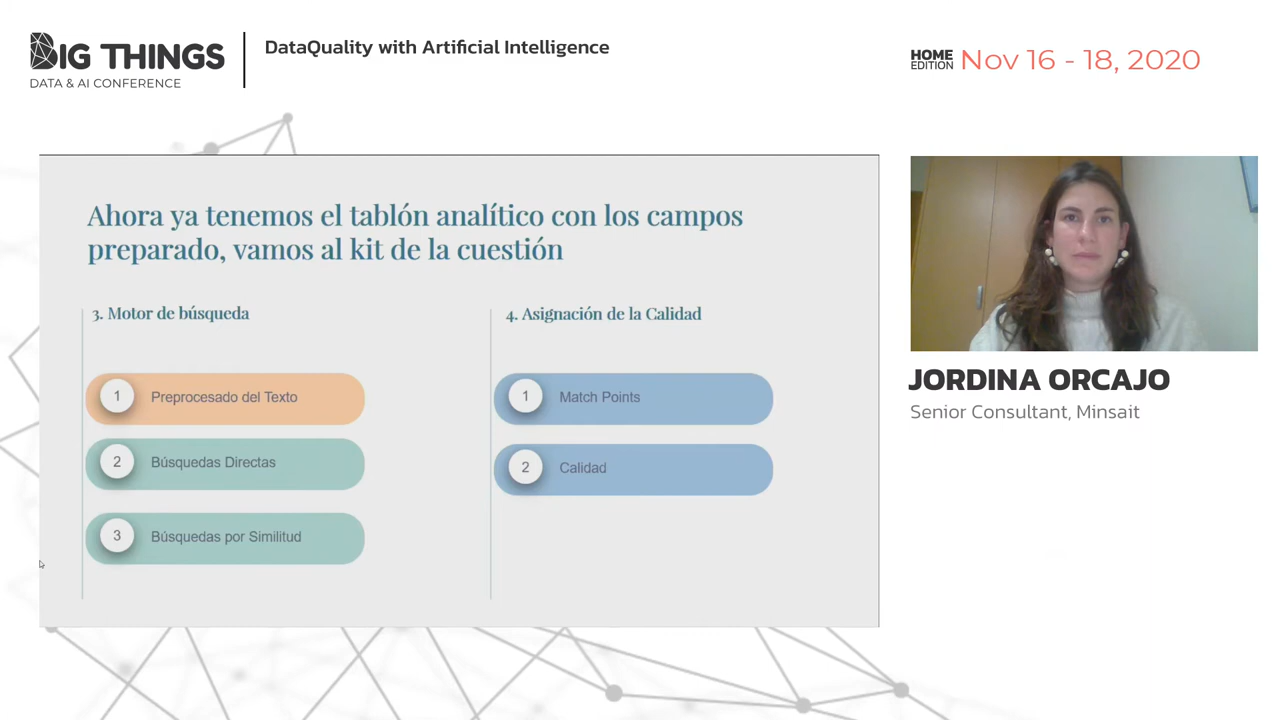 BIG THINGS
DATA & AI CONFERENCE
DataQuality with Artificial Intelligence
HOME
EDITION
Nov 16 - 18, 2020
Ahora ya tenemos el tablón analítico con los campos
preparado, vamos al kit de la cuestión
3. Motor de búsqueda
1 Preprocesado del Texto
2 Búsquedas Directas
3 Búsquedas por Similitud
4. Asignación de la Calidad
1 Match Points
2 Calidad
JORDINA ORCAJO
Senior Consultant, Minsait